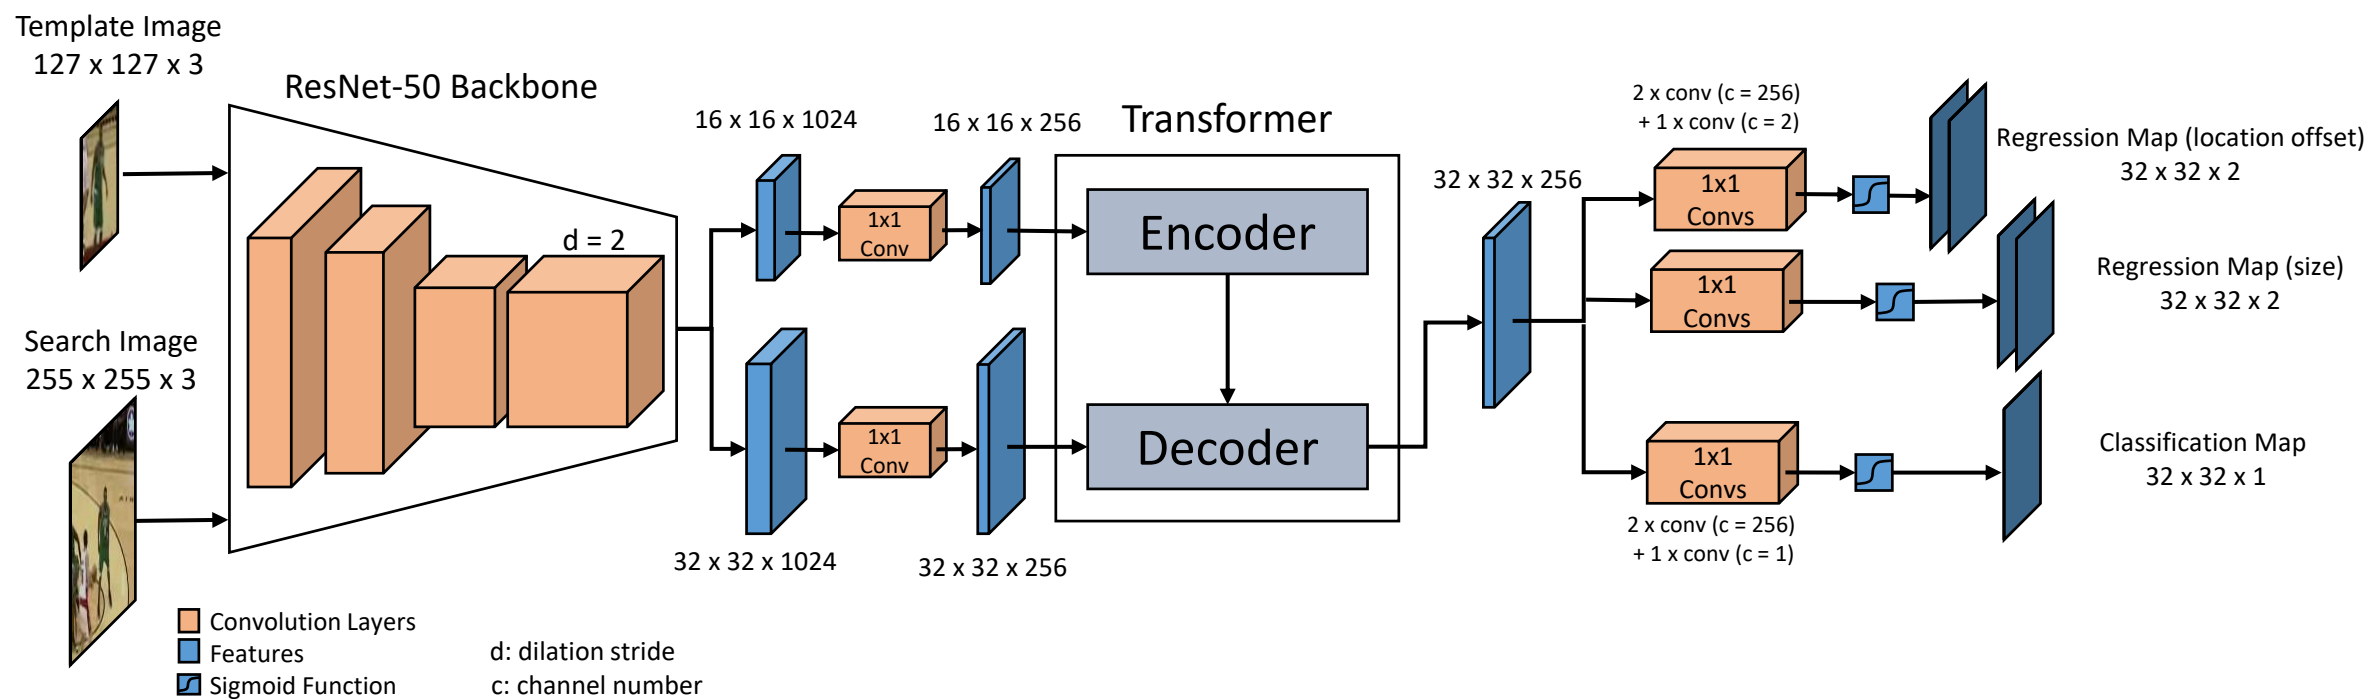 Template Image
127 x 127 x 3
ResNet-50 Backbone
d = 2
Search Image
255 x 255 x 3
16 x 16 x 1024
1x1
Conv
16 x 16 x 256
32 x 32 x 1024
1x1
Conv
32 x 32 x 256
Transformer
Encoder
Decoder
32 x 32 x 256
2 x conv (c = 256)
+ 1 x conv (c = 2)
1x1
Convs
Regression Map (location offset)
32 x 32 x 2
1x1
Convs
Regression Map (size)
32 x 32 x 2
1x1
Convs
2 x conv (c = 256)
+ 1 x conv (c = 1)
Classification Map
32 x 32 x 1
Convolution Layers
Features
Sigmoid Function
d: dilation stride
c: channel number